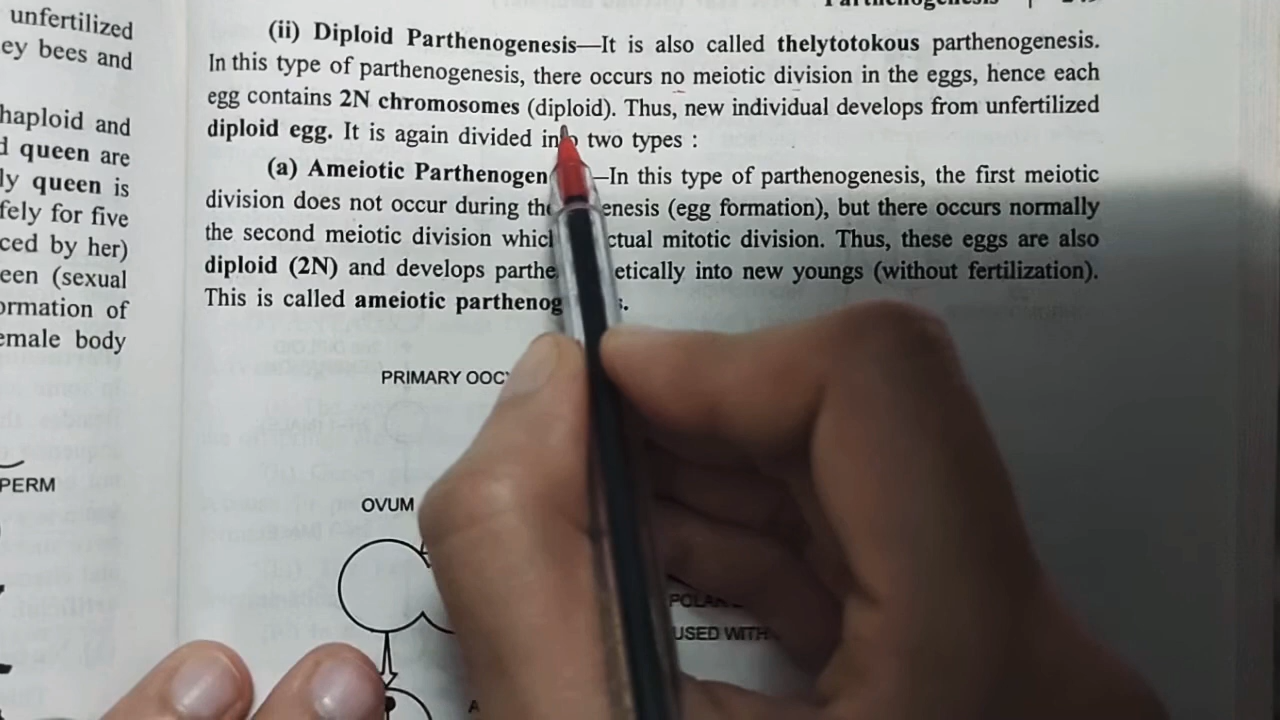 unfertilized
ey bees and
haploid and
d queen are
ly queen is
fely for five
ced by her)
een (sexual
ormation of
emale body
PERM
(ii) Diploid Parthenogenesis—It is also called thelytotokous parthenogenesis.
In this type of parthenogenesis, there occurs no meiotic division in the eggs, hence each
egg contains 2N chromosomes (diploid). Thus, new individual develops from unfertilized
diploid egg. It is again divided into two types :
(a) Ameiotic Parthenogen —In this type of parthenogenesis, the first meiotic
division does not occur during the enesis (egg formation), but there occurs normally
the second meiotic division which ctual mitotic division. Thus, these eggs are also
diploid (2N) and develops parthe etically into new youngs (without fertilization).
This is called ameiotic parthenog s.
PRIMARY OOCY
OVUM
POLAR
USED WITH
A